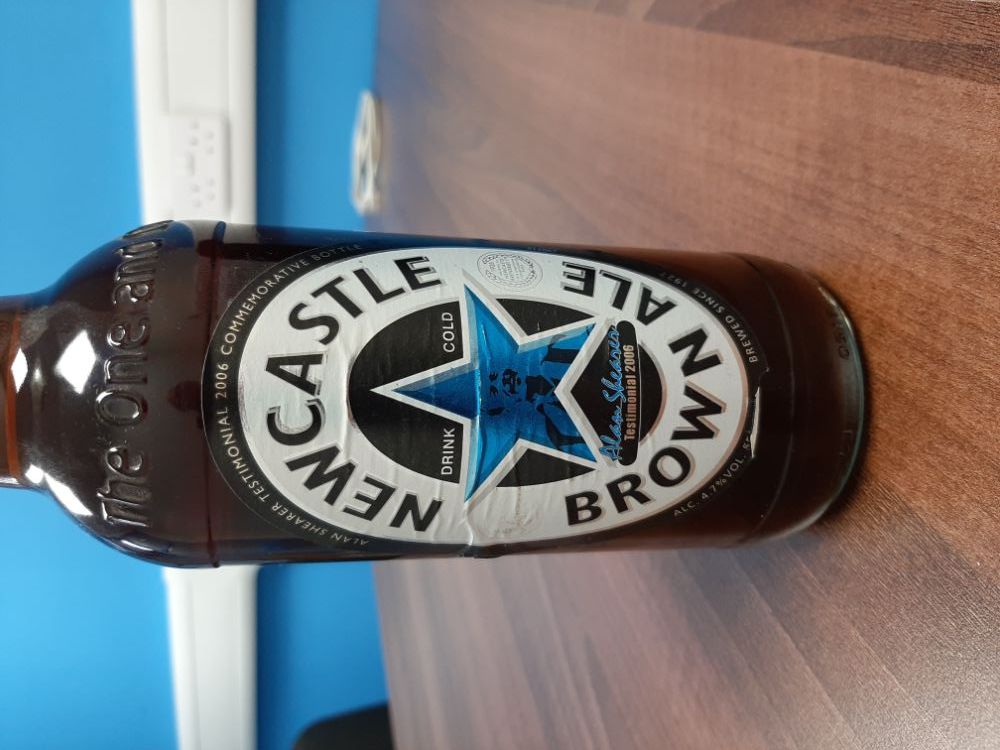 The One and
ALAN SHEARER TESTIMONIAL 2006 COMMEMORATIVE BOTTLE
NEWCASTLE
DRINK COLD
Alan Shearer
Testimonial 2006
BROWN ALE
ALC. 4.7% VOL.
BREWED SINCE 1927